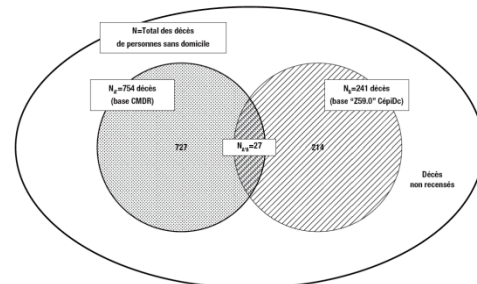 N=Total des décès
de personnes sans domicile
Na=754 décès
(base CMDR)
Nb=241 décès
(base "Z59.0" CépiDc)
727
Na'b=27
214
Décès
non recensés